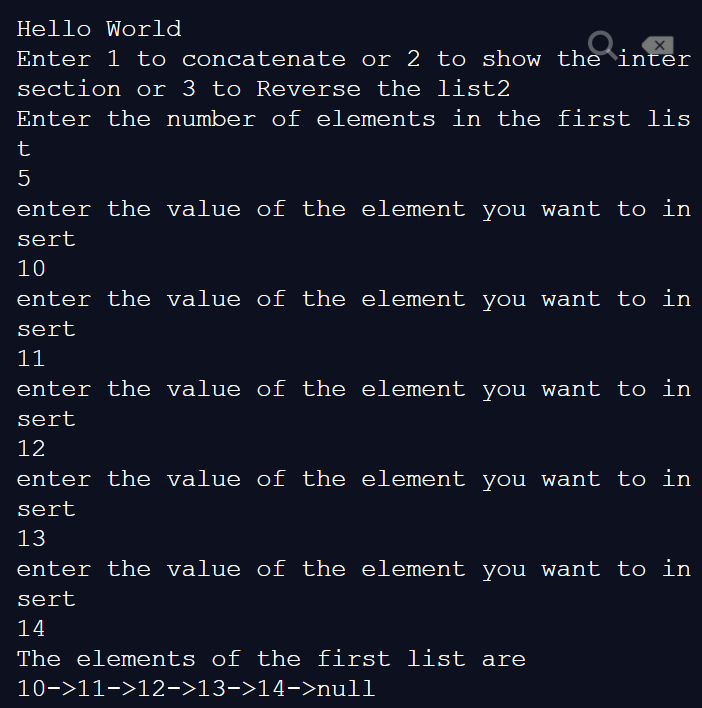 Hello World
Enter 1 to concatenate or 2 to show the inter
section or 3 to Reverse the list2
Enter the number of elements in the first lis
t
5
enter the value of the element you want to in
sert
10
enter the value of the element you want to in
sert
11
enter the value of the element you want to in
sert
12
enter the value of the element you want to in
sert
13
enter the value of the element you want to in
sert
14
The elements of the first list are
10->11->12->13->14->null